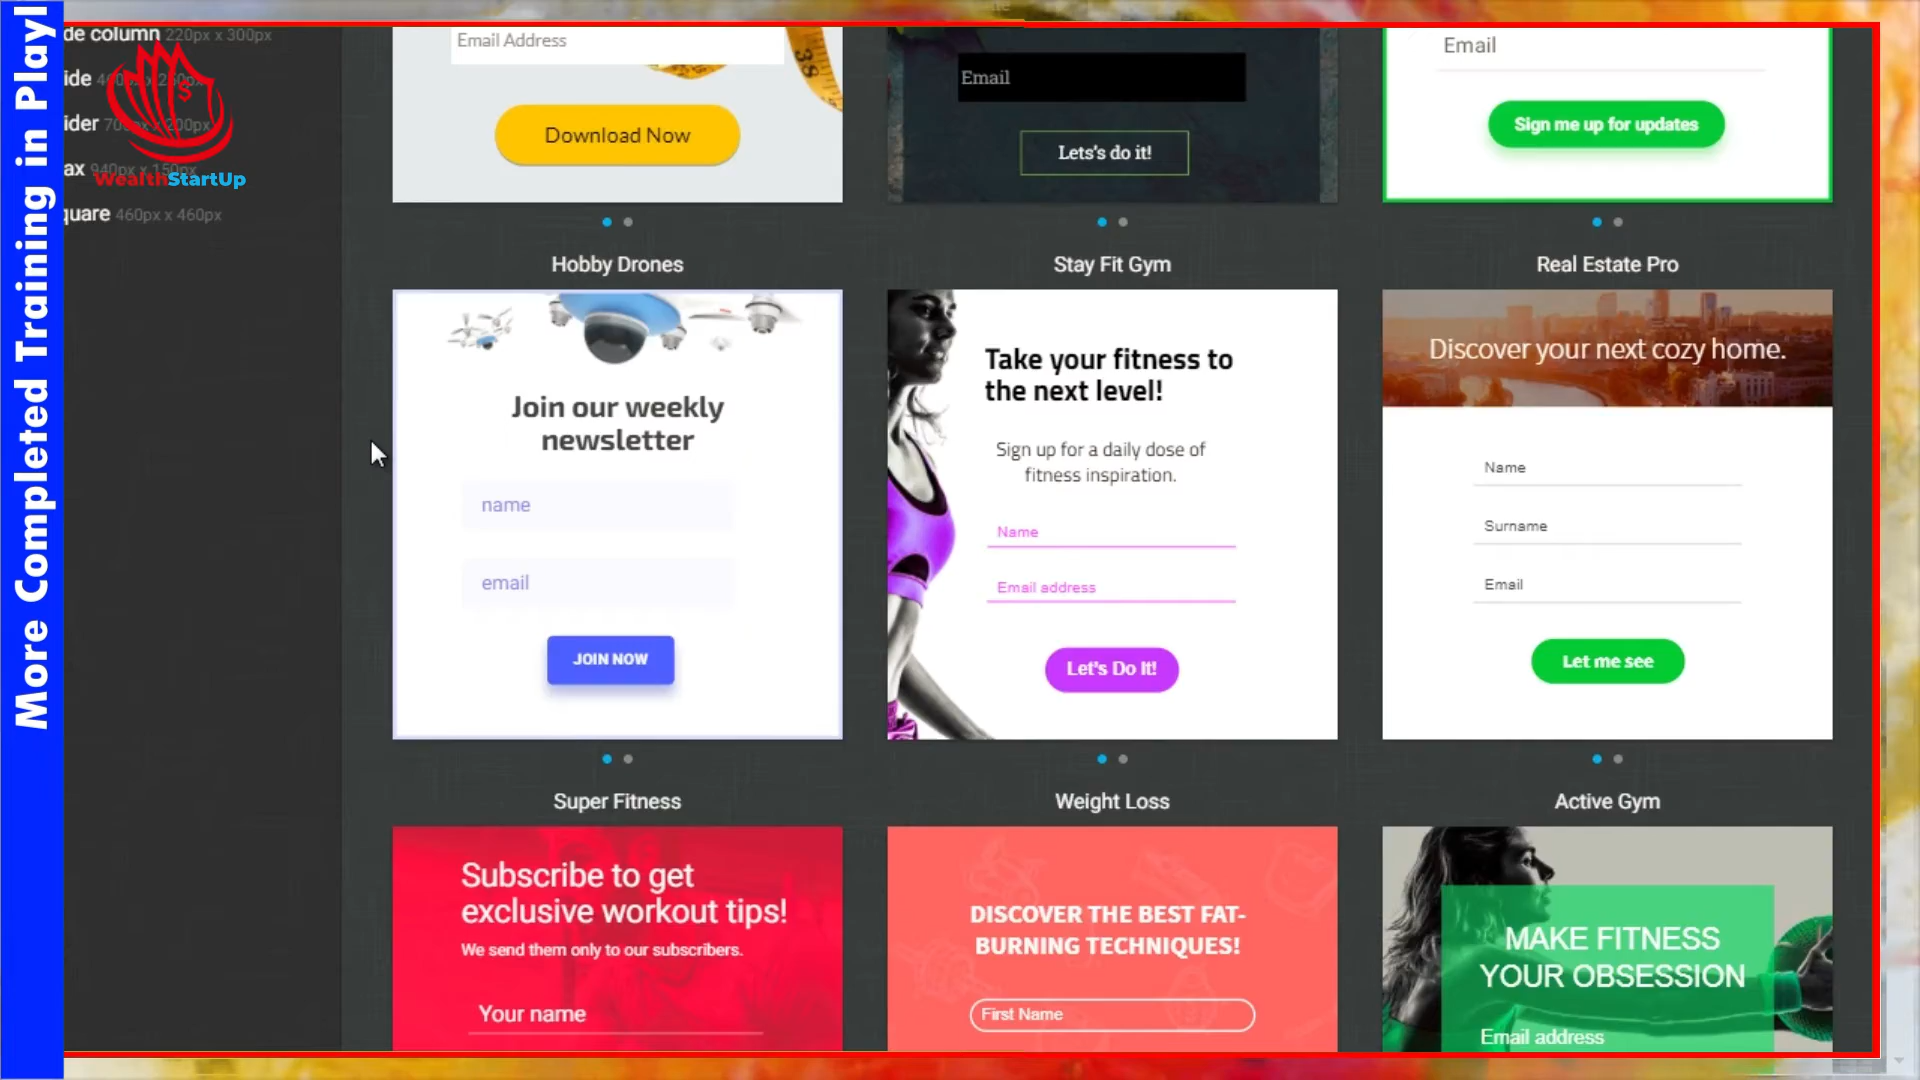 More Completed Training in Playl
de column 220px x 300px
ide
ider
ax 940px x 150px
quare 460px x 460px
WealthStartUp
Email Address
38
Download Now
Email
Lets's do it!
Email
Sign me up for updates
Hobby Drones
Stay Fit Gym
Real Estate Pro
Join our weekly
newsletter
name
email
JOIN NOW
Take your fitness to
the next level!
Sign up for a daily dose of
fitness inspiration.
Name
Email address
Let's Do It!
Discover your next cozy home.
Name
Surname
Email
Let me see
Super Fitness
Weight Loss
Active Gym
Subscribe to get
exclusive workout tips!
We send them only to our subscribers.
Your name
DISCOVER THE BEST FAT-
BURNING TECHNIQUES!
First Name
MAKE FITNESS
YOUR OBSESSION
Email address